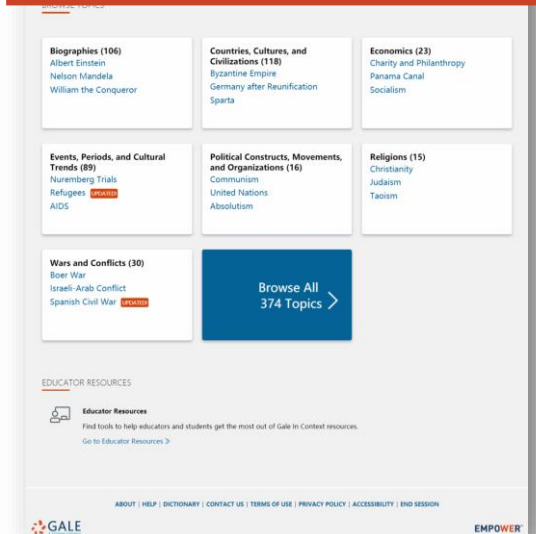 BROWSE TOPICS
Biographies (106)
Albert Einstein
Nelson Mandela
William the Conqueror
Countries, Cultures, and
Civilizations (118)
Byzantine Empire
Germany after Reunification
Sparta
Economics (23)
Charity and Philanthropy
Panama Canal
Socialism
Events, Periods, and Cultural
Trends (89)
Nuremberg Trials
Refugees UPDATED
AIDS
Political Constructs, Movements,
and Organizations (16)
Communism
United Nations
Absolutism
Religions (15)
Christianity
Judaism
Taoism
Wars and Conflicts (30)
Boer War
Israeli-Arab Conflict
Spanish Civil War UPDATED
Browse All
374 Topics
EDUCATOR RESOURCES
Educator Resources
Find tools to help educators and students get the most out of Gale In Context resources.
Go to Educator Resources >
ABOUT | HELP | DICTIONARY | CONTACT US | TERMS OF USE | PRIVACY POLICY | ACCESSIBILITY | END SESSION
GALE
EMPOWER